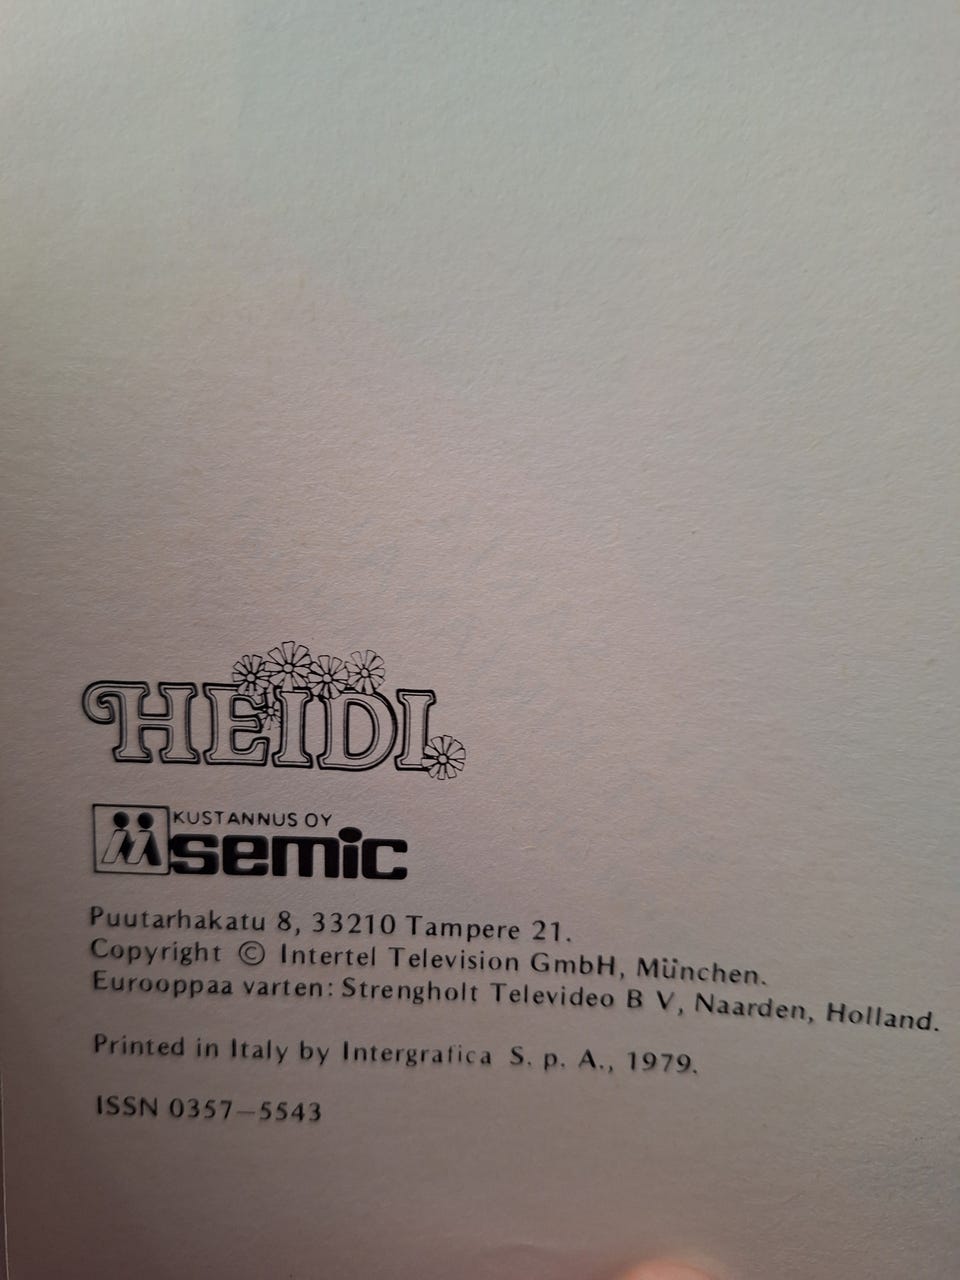 HEIDI
KUSTANNUS OY
semic
Puutarhakatu 8, 33210 Tampere 21.
Copyright © Intertel Television GmbH, München.
Eurooppaa varten: Strengholt Televideo B V, Naarden, Holland.
Printed in Italy by Intergrafica S. p. A., 1979.
ISSN 0357—5543